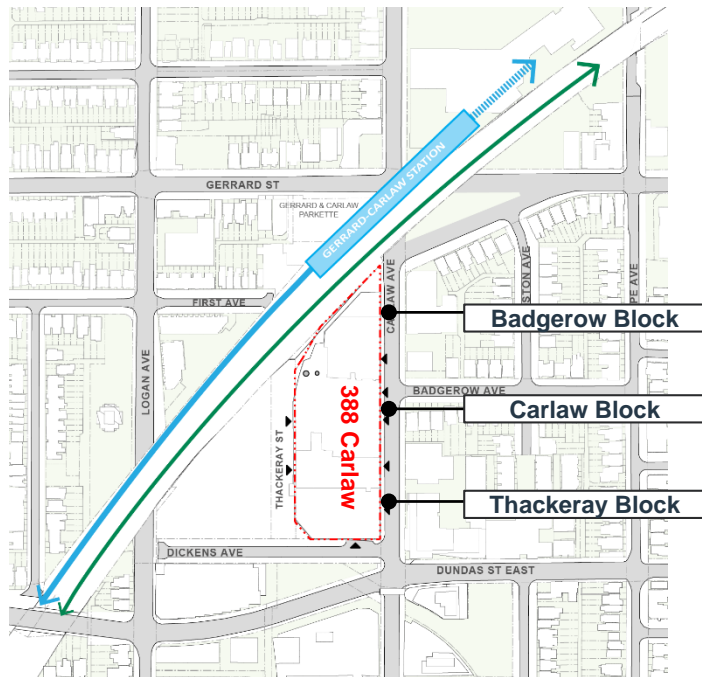 GERRARD ST
GERRARD & CARLAW
PARKETTE
GERRARD-CARLAW STATION
FIRST AVE
LOGAN AVE
Badgerow Block
BADGEROW AVE
Carlaw Block
388 Carlaw
THACKERAY ST
Thackeray Block
DICKENS AVE
DUNDAS ST EAST